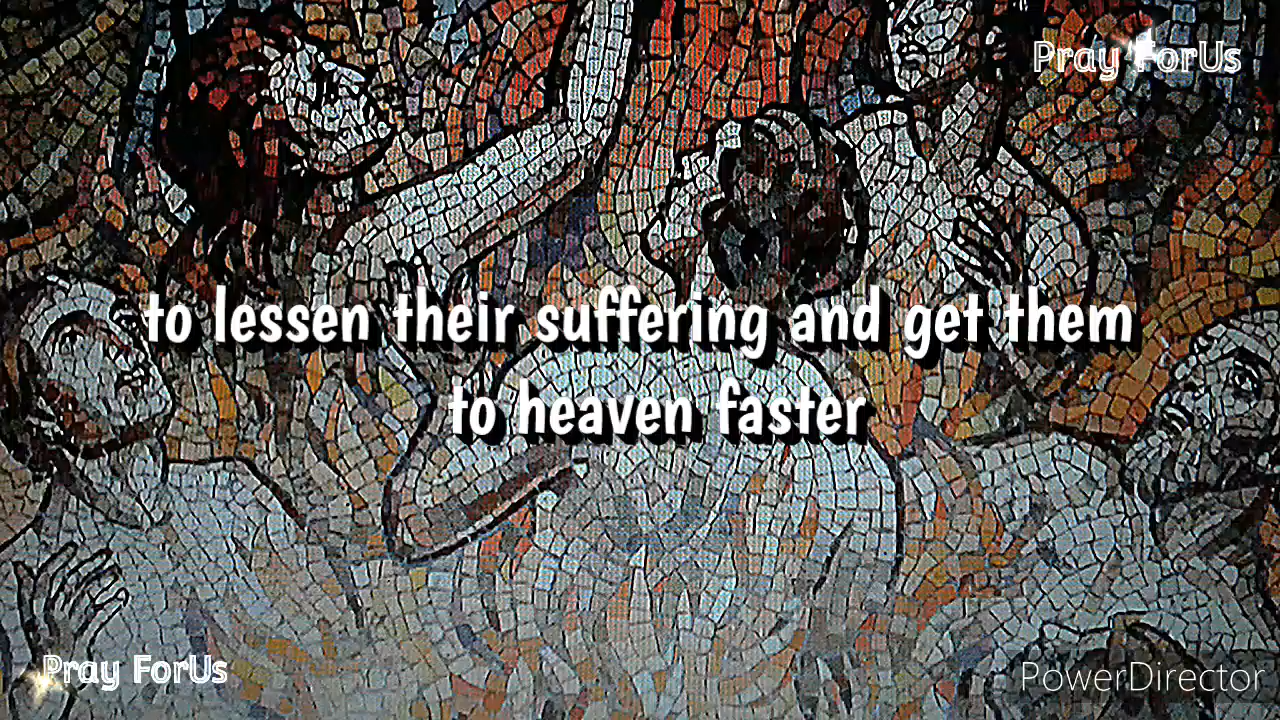 Pray ForUs
to lessen their suffering and get them
to heaven faster
Pray ForUs
PowerDirector